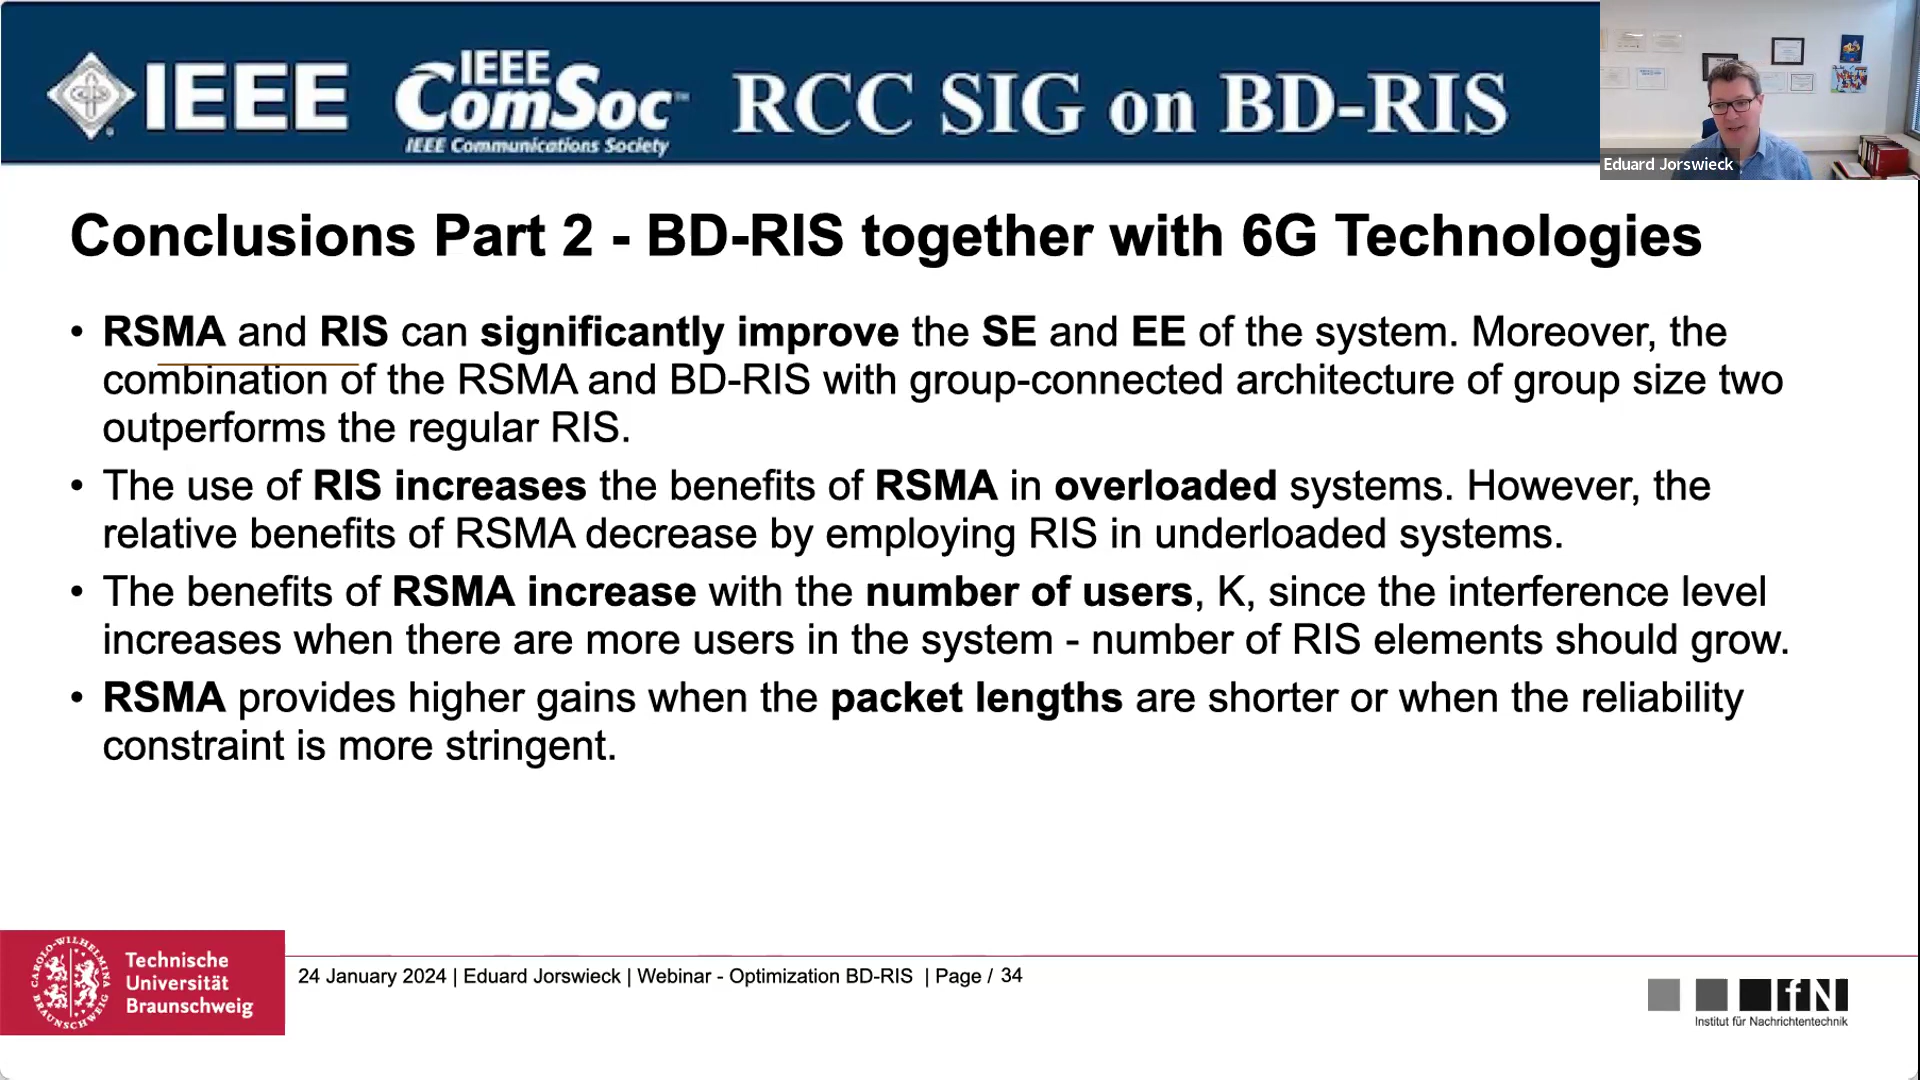 IEEE
IEEE
ComSoc™
IEEE Communications Society
RCC SIG on BD-RIS
Eduard Jorswieck
Conclusions Part 2 - BD-RIS together with 6G Technologies
• RSMA and RIS can significantly improve the SE and EE of the system. Moreover, the
combination of the RSMA and BD-RIS with group-connected architecture of group size two
outperforms the regular RIS.
• The use of RIS increases the benefits of RSMA in overloaded systems. However, the
relative benefits of RSMA decrease by employing RIS in underloaded systems.
• The benefits of RSMA increase with the number of users, K, since the interference level
increases when there are more users in the system - number of RIS elements should grow.
• RSMA provides higher gains when the packet lengths are shorter or when the reliability
constraint is more stringent.
CAROLO-WILHELMINA
BRAUNSCHWEIG
Technische
Universität
Braunschweig
24 January 2024 | Eduard Jorswieck | Webinar - Optimization BD-RIS | Page / 34
IfN
Institut für Nachrichtentechnik